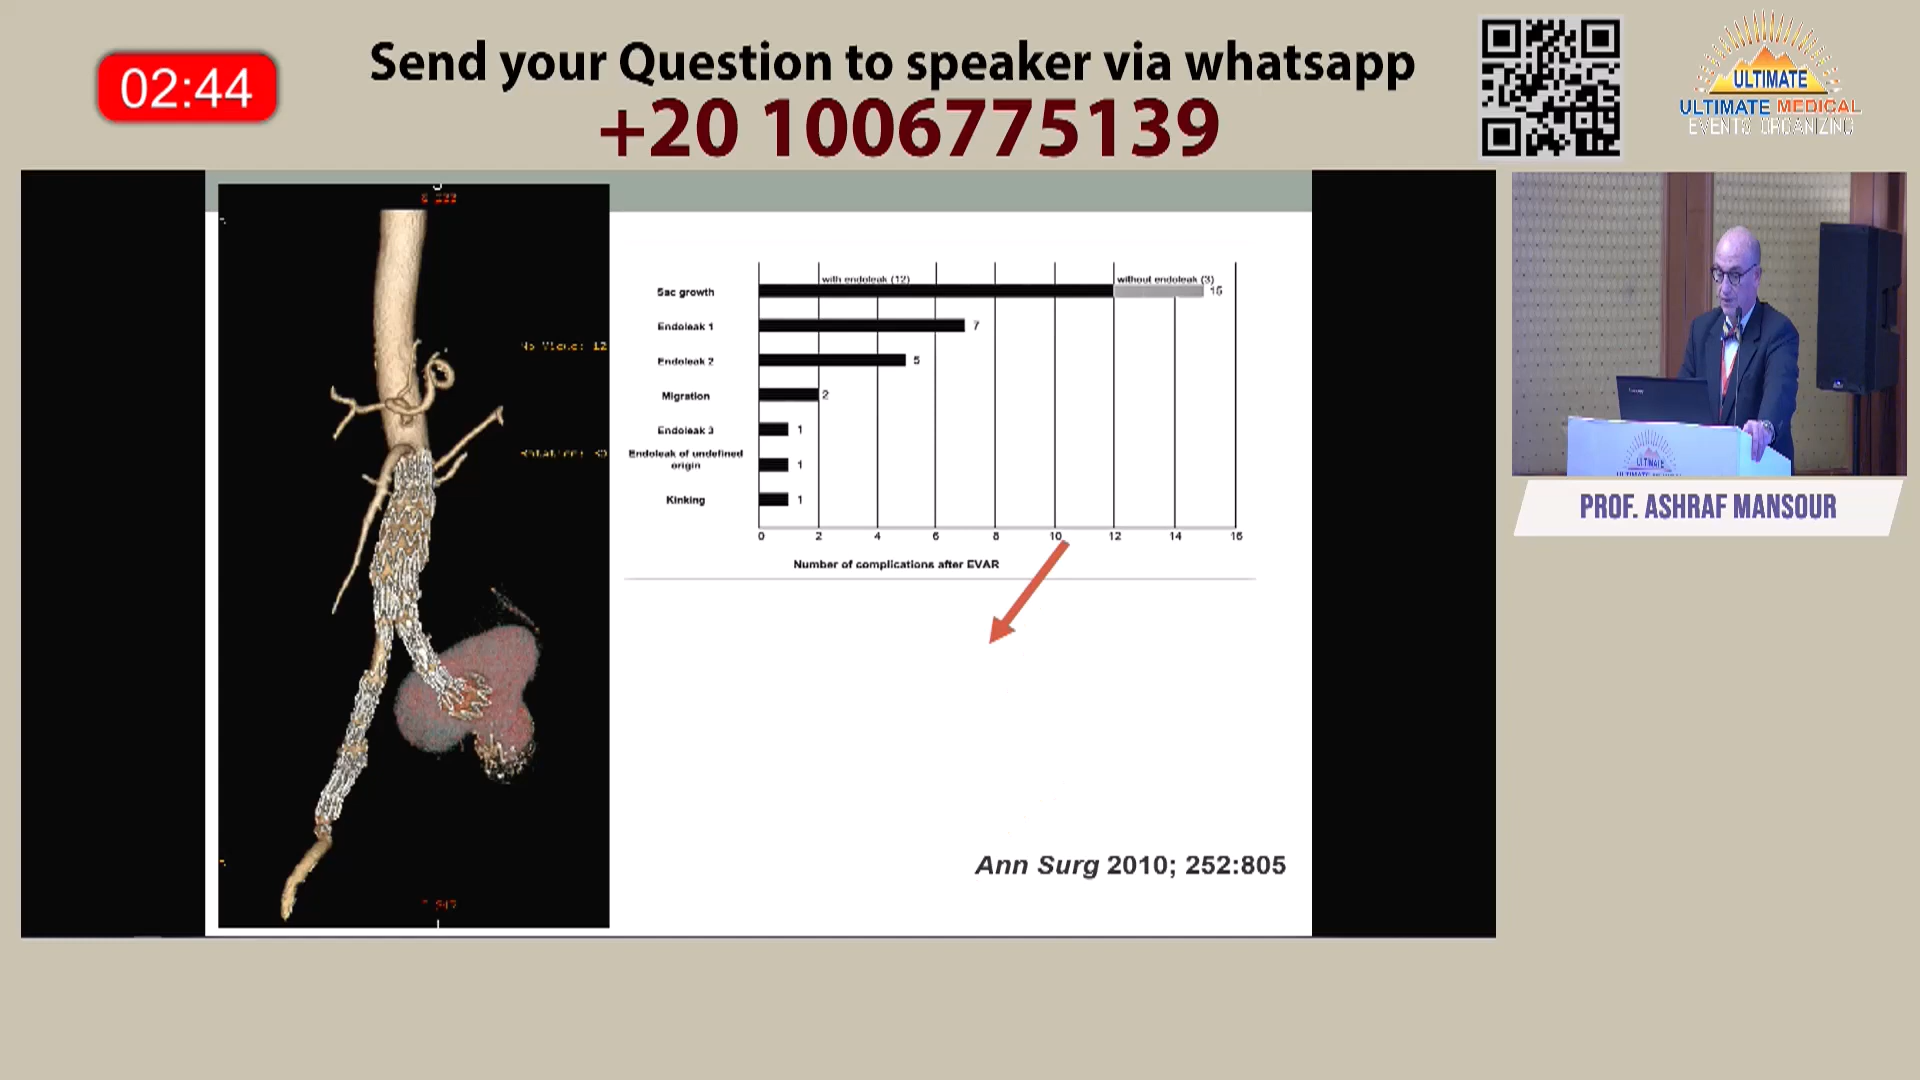 02:44
Send your Question to speaker via whatsapp
+20 1006775139
ULTIMATE
ULTIMATE MEDICAL
EVENTS ORGANIZING
with endoleak (12)
without endoleak (3)
Sac growth
15
Endoleak 1
7
Endoleak 2
5
Migration
2
Endoleak 3
1
Endoleak of undefined
origin
1
Kinking
1
0 2 4 6 8 10 12 14 16
Number of complications after EVAR
Ann Surg 2010; 252:805
ULTIMATE
PROF. ASHRAF MANSOUR